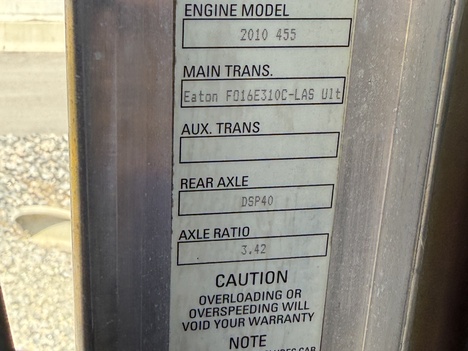 ENGINE MODEL
2010 455
MAIN TRANS.
Eaton FO16E310C-LAS Ult
AUX. TRANS
REAR AXLE
DSP40
AXLE RATIO
3.42
CAUTION
OVERLOADING OR
OVERSPEEDING WILL
VOID YOUR WARRANTY
NOTE